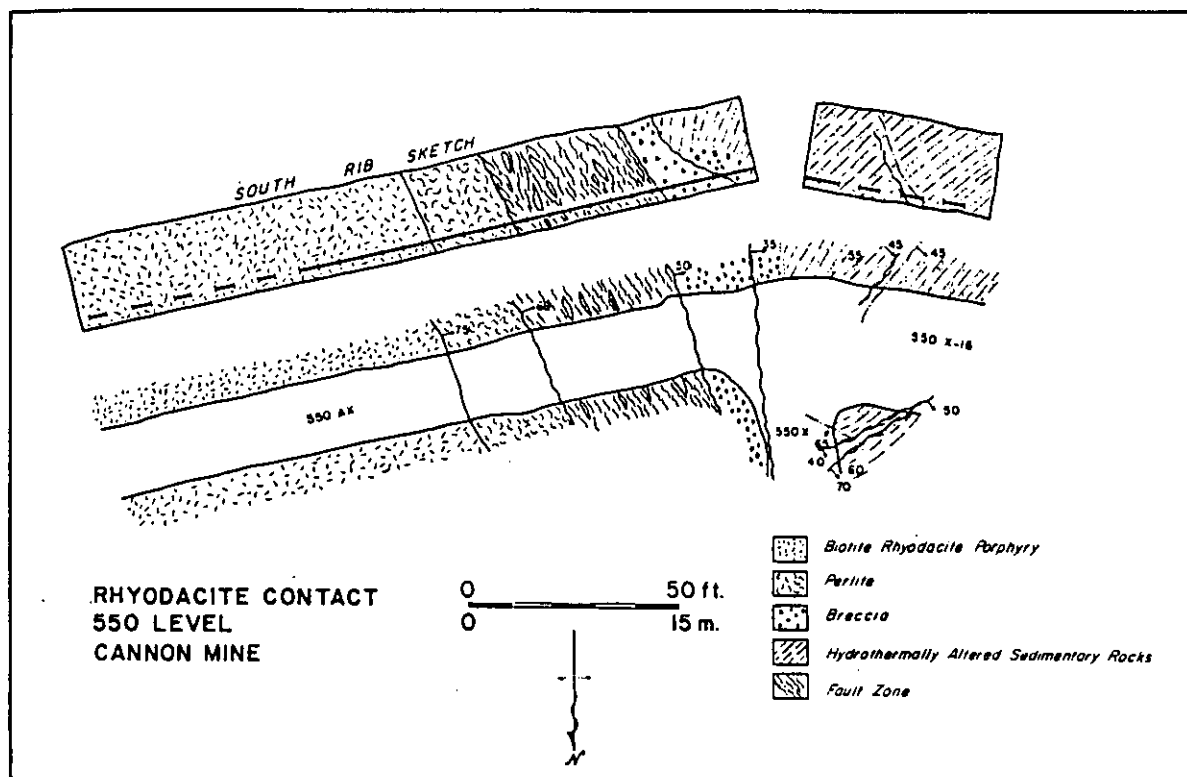 SOUTH RIB SKETCH
35
35
45
45
50
75
550 X-16
550 AX
50
550 X
40
60
70
RHYODACITE CONTACT
550 LEVEL
CANNON MINE
0 50 ft.
0 15 m.
N
Biotite Rhyodacite Porphyry
Perlite
Breccia
Hydrothermally Altered Sedimentary Rocks
Fault Zone